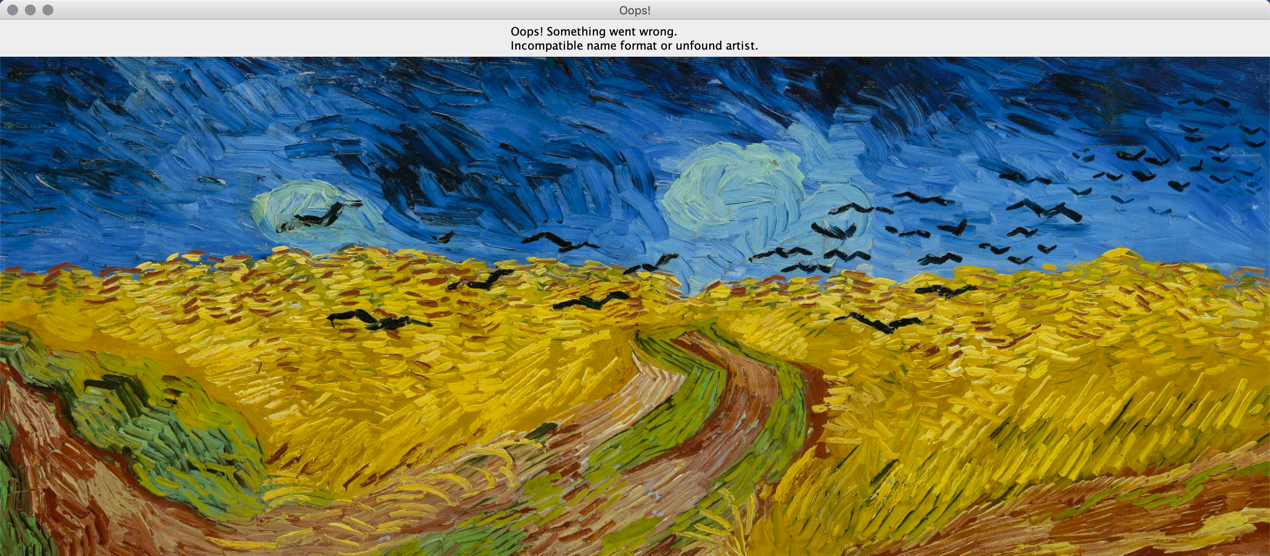 Oops!
Oops! Something went wrong.
Incompatible name format or unfound artist.